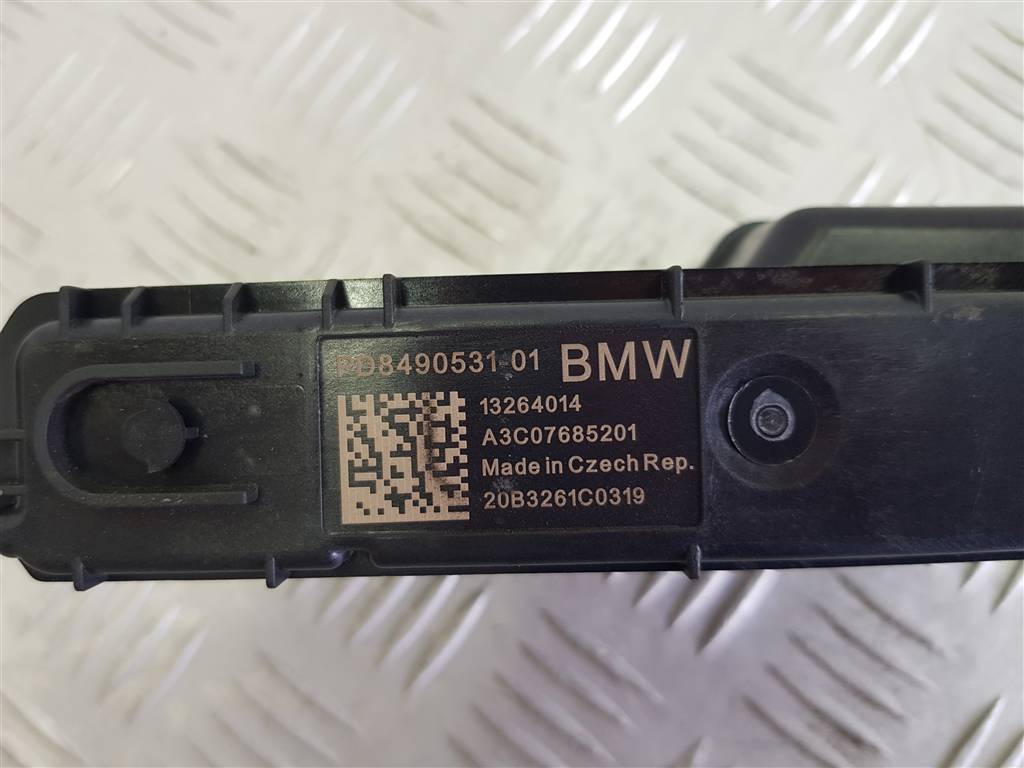 PD8490531-01 BMW
13264014
A3C07685201
Made in Czech Rep.
20B3261C0319